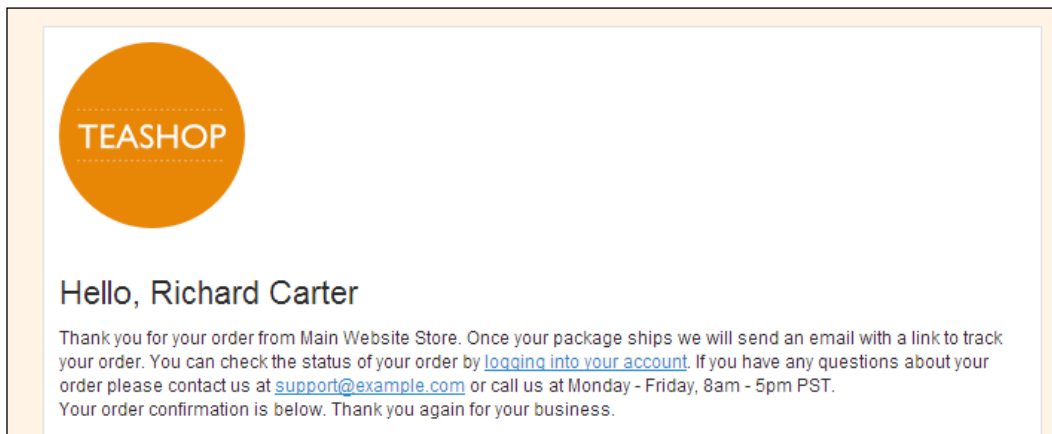 TEASHOP
Hello, Richard Carter
Thank you for your order from Main Website Store. Once your package ships we will send an email with a link to track
your order. You can check the status of your order by logging into your account. If you have any questions about your
order please contact us at support@example.com or call us at Monday - Friday, 8am - 5pm PST.
Your order confirmation is below. Thank you again for your business.